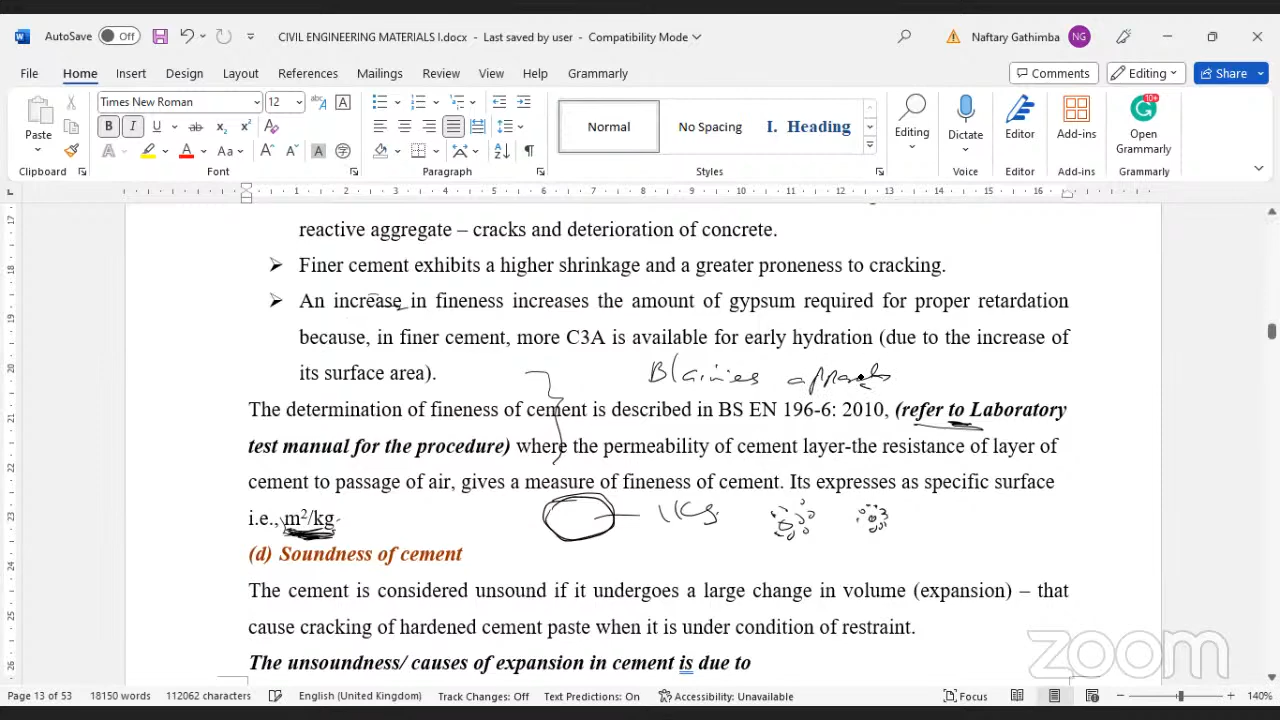 AutoSave Off CIVIL ENGINEERING MATERIALS I.docx - Last saved by user - Compatibility Mode Naftary Gathimba NG
File Home Insert Design Layout References Mailings Review View Help Grammarly Comments Editing Share
Paste Times New Roman 12 Normal No Spacing I. Heading Editing Dictate Editor Add-ins Open Grammarly
Clipboard Font Paragraph Styles Voice Editor Add-ins Grammarly
reactive aggregate – cracks and deterioration of concrete.
➢ Finer cement exhibits a higher shrinkage and a greater proneness to cracking.
➢ An increase in fineness increases the amount of gypsum required for proper retardation
because, in finer cement, more C3A is available for early hydration (due to the increase of
its surface area).
Blaines apparatus
The determination of fineness of cement is described in BS EN 196-6: 2010, (refer to Laboratory
test manual for the procedure) where the permeability of cement layer-the resistance of layer of
cement to passage of air, gives a measure of fineness of cement. Its expresses as specific surface
i.e., m²/kg
1Kg
(d) Soundness of cement
The cement is considered unsound if it undergoes a large change in volume (expansion) – that
cause cracking of hardened cement paste when it is under condition of restraint.
The unsoundness/ causes of expansion in cement is due to
zoom
Page 13 of 53 18150 words 112062 characters English (United Kingdom) Track Changes: Off Text Predictions: On Accessibility: Unavailable Focus 140%